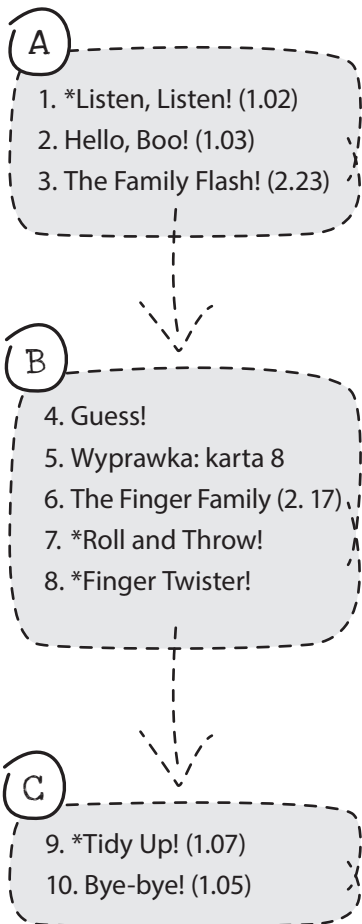 A
1. *Listen, Listen! (1.02)
2. Hello, Boo! (1.03)
3. The Family Flash! (2.23)
B
4. Guess!
5. Wyprawka: karta 8
6. The Finger Family (2. 17)
7. *Roll and Throw!
8. *Finger Twister!
C
9. *Tidy Up! (1.07)
10. Bye-bye! (1.05)